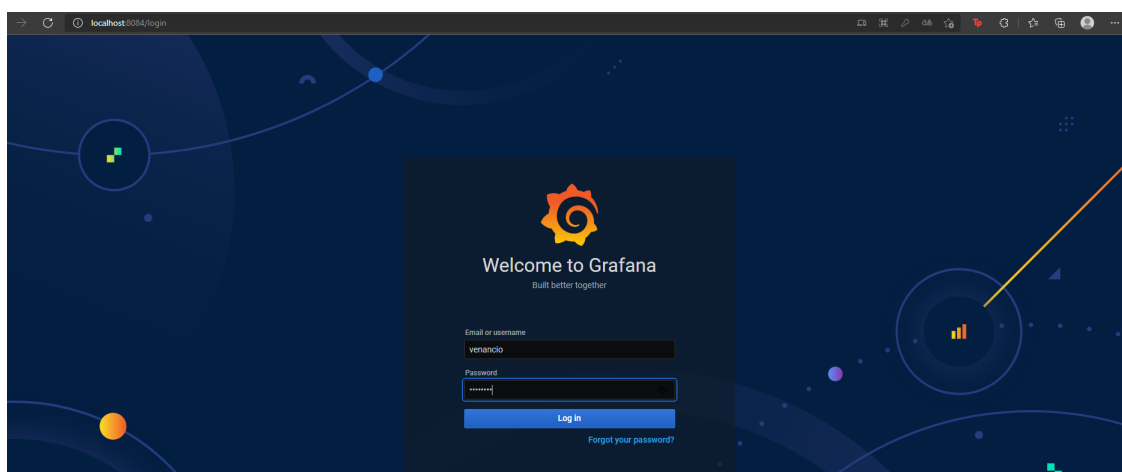 localhost:8084/login
Welcome to Grafana
Built better together
Email or username
venancio
Password
••••••••
Log in
Forgot your password?